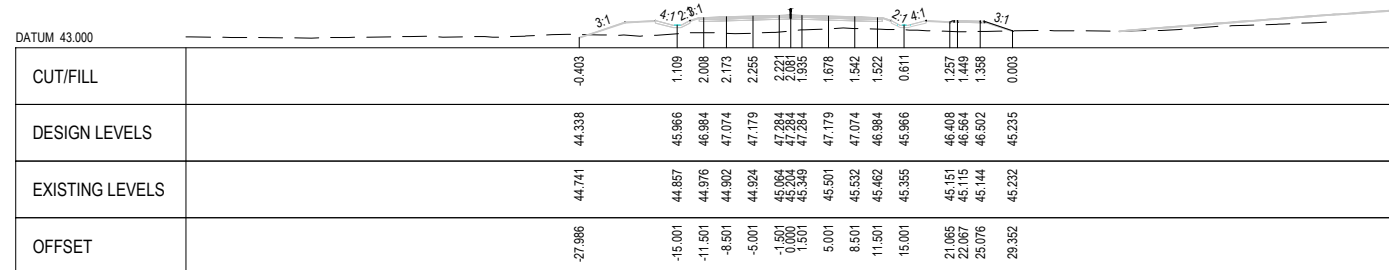 3:1 4:1 2:1 3:1 2:1 4:1 3:1
DATUM 43.000
CUT/FILL -0.403 1.109 2.008 2.173 2.255 2.221 2.081 1.935 1.678 1.542 1.522 0.611 1.257 1.449 1.358 0.003
DESIGN LEVELS 44.338 45.966 46.984 47.074 47.179 47.284 47.284 47.284 47.179 47.074 46.984 45.966 46.408 46.564 46.502 45.235
EXISTING LEVELS 44.741 44.857 44.976 44.902 44.924 45.064 45.204 45.349 45.501 45.532 45.462 45.355 45.151 45.115 45.144 45.232
OFFSET -27.986 -15.001 -11.501 -8.501 -5.001 -1.501 0.000 1.501 5.001 8.501 11.501 15.001 21.065 22.067 25.076 29.352